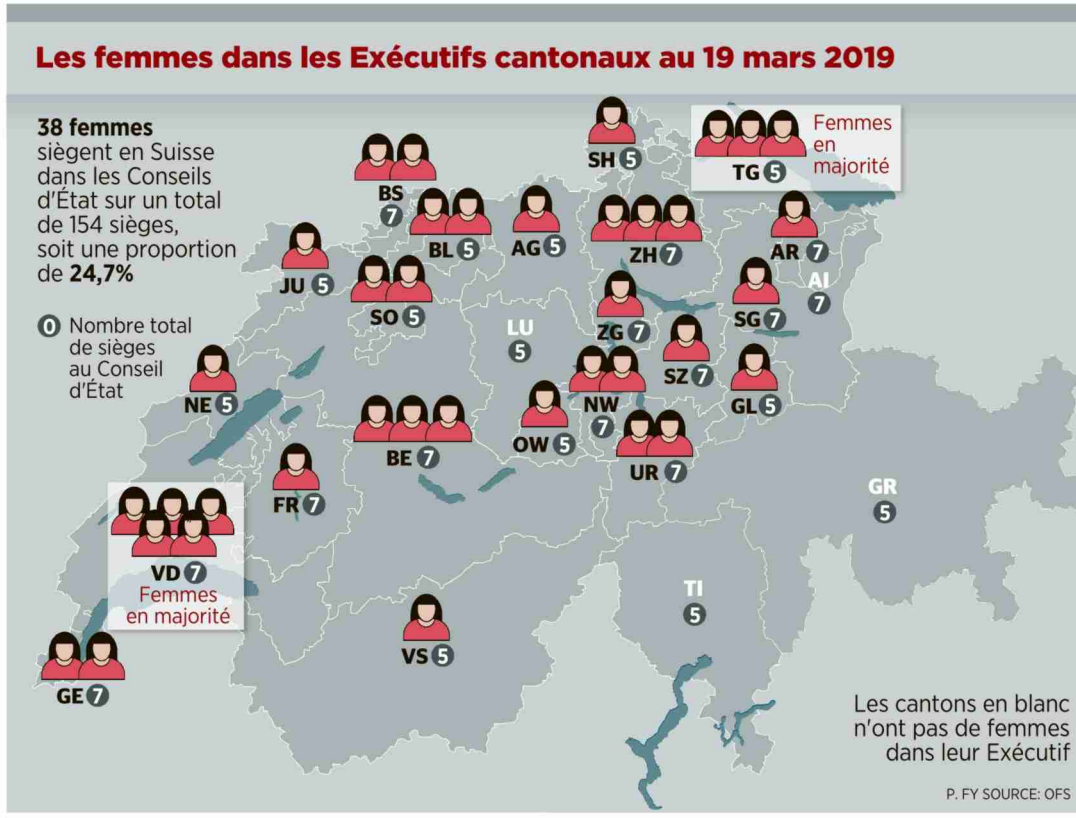 Les femmes dans les Exécutifs cantonaux au 19 mars 2019
38 femmes
siègent en Suisse
dans les Conseils
d'État sur un total
de 154 sièges,
soit une proportion
de 24,7%
0 Nombre total
de sièges
au Conseil
d'État
SH 5
TG 5
Femmes
en
majorité
BS
7
BL 5
AG 5
ZH 7
AR 7
AI
7
JU 5
SO 5
LU
5
ZG 7
SG 7
SZ 7
NE 5
NW
7
GL 5
BE 7
OW 5
UR 7
FR 7
GR
5
VD 7
Femmes
en majorité
TI
5
VS 5
GE 7
Les cantons en blanc
n'ont pas de femmes
dans leur Exécutif
P. FY SOURCE: OFS